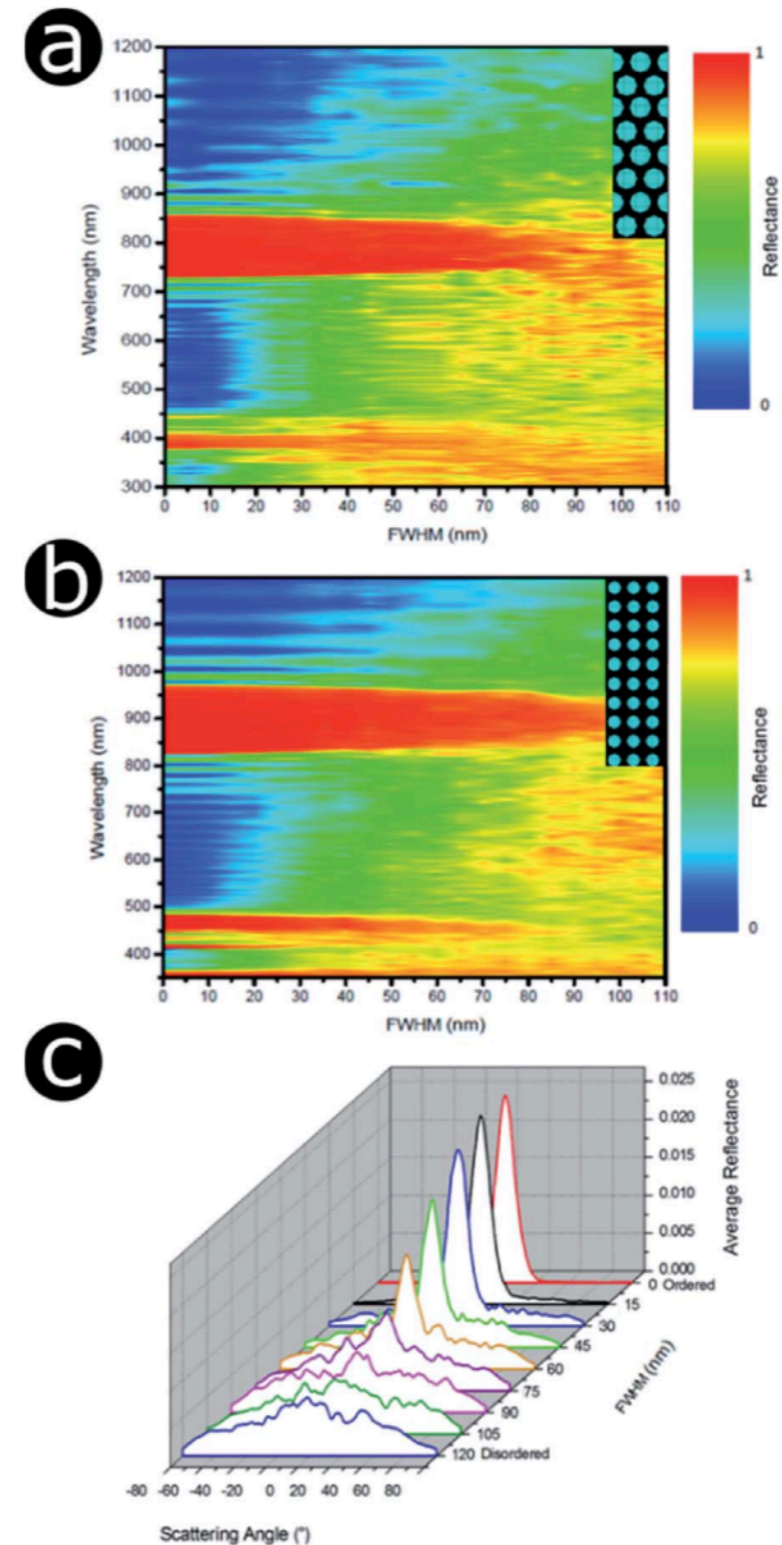 a
1200
1100
1000
900
800
700
600
500
400
300
Wavelength (nm)
0 10 20 30 40 50 60 70 80 90 100 110
FWHM (nm)
1
0
Reflectance
b
1200
1100
1000
900
800
700
600
500
400
Wavelength (nm)
0 10 20 30 40 50 60 70 80 90 100 110
FWHM (nm)
1
0
Reflectance
c
0.025
0.020
0.015
0.010
0.005
0.000
Average Reflectance
0 Ordered
15
30
45
60
75
90
105
120 Disordered
FWHM (nm)
-80 -60 -40 -20 0 20 40 60 80
Scattering Angle (°)